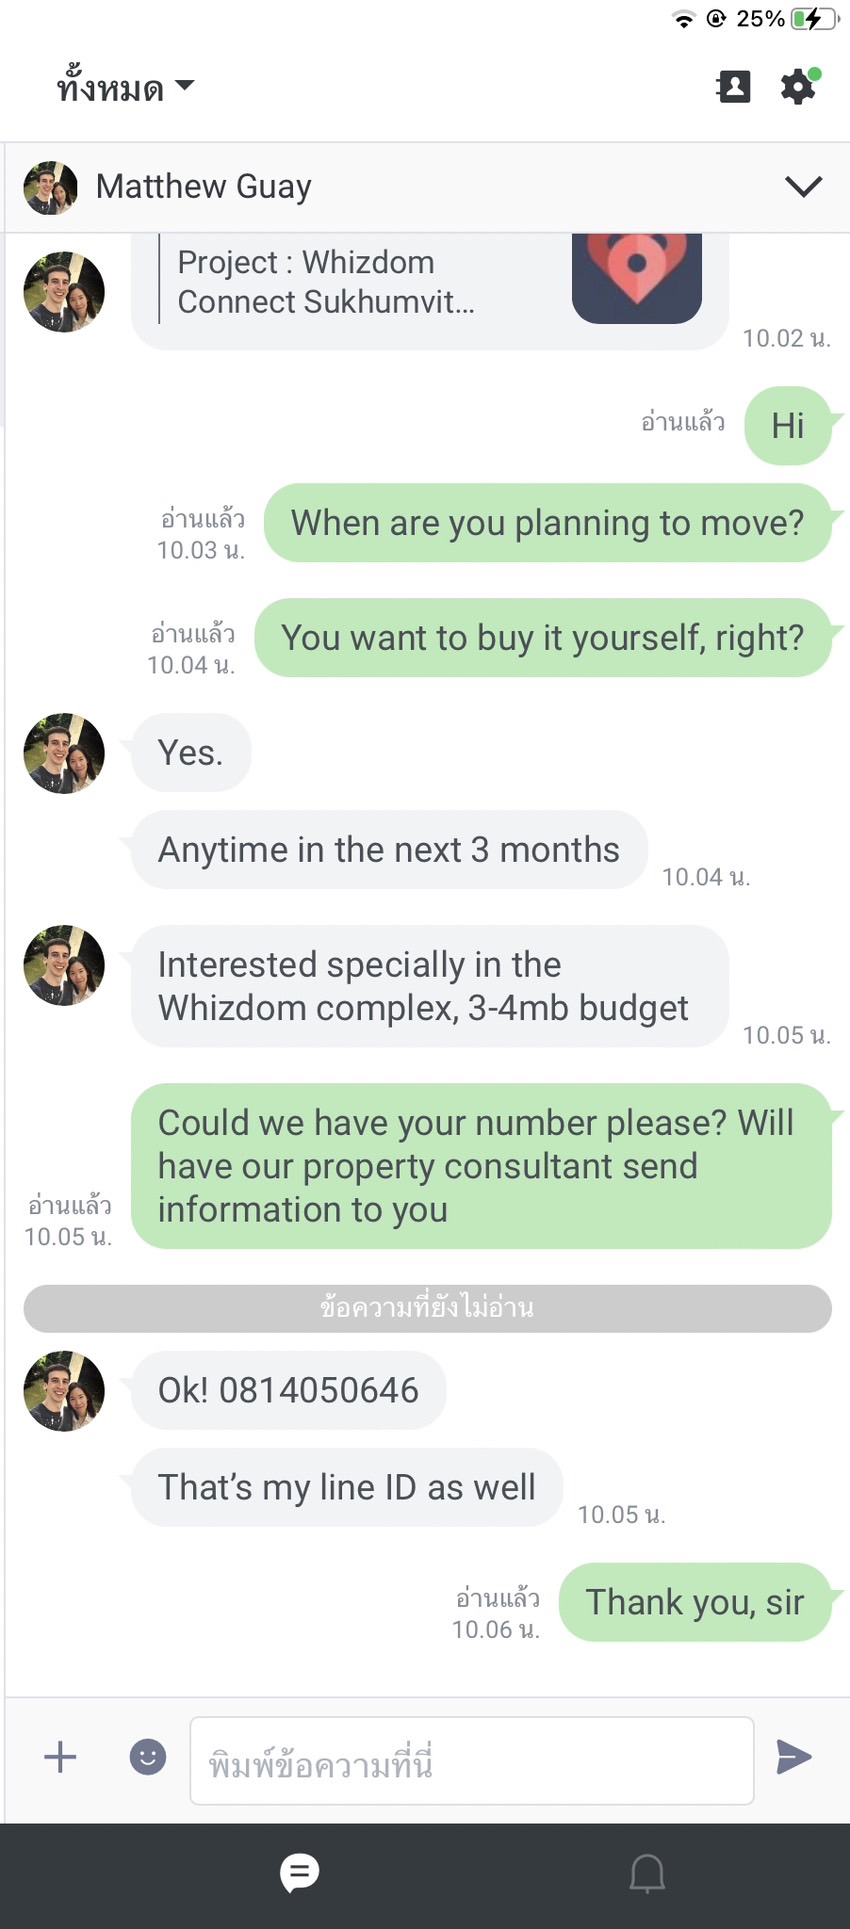 25%
ทั้งหมด
Matthew Guay
Project : Whizdom
Connect Sukhumvit...
10.02 น.
อ่านแล้ว
Hi
อ่านแล้ว
10.03 น.
When are you planning to move?
อ่านแล้ว
10.04 น.
You want to buy it yourself, right?
Yes.
Anytime in the next 3 months
10.04 น.
Interested specially in the
Whizdom complex, 3-4mb budget
10.05 น.
Could we have your number please? Will
have our property consultant send
information to you
อ่านแล้ว
10.05 น.
ข้อความที่ยังไม่อ่าน
Ok! 0814050646
That’s my line ID as well
10.05 น.
อ่านแล้ว
10.06 น.
Thank you, sir
พิมพ์ข้อความที่นี่